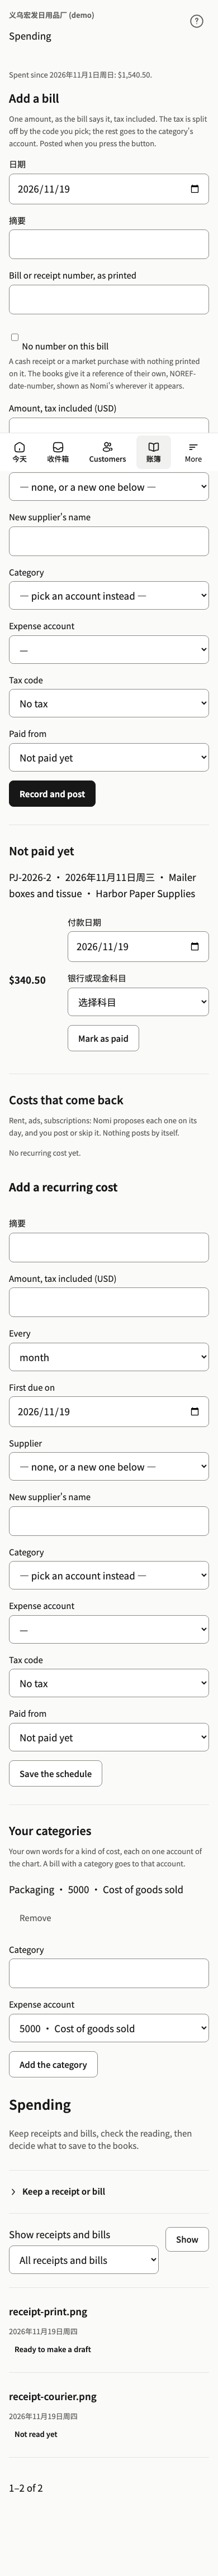 义乌宏发日用品厂 (demo)
Spending
?
Spent since 2026年11月1日周日: $1,540.50.
Add a bill
One amount, as the bill says it, tax included. The tax is split
off by the code you pick; the rest goes to the category's
account. Posted when you press the button.
日期
2026/11/19
摘要
Bill or receipt number, as printed
No number on this bill
A cash receipt or a market purchase with nothing printed
on it. The books give it a reference of their own, NOREF-
date-number, shown as Nomi's wherever it appears.
Amount, tax included (USD)
今天
收件箱
Customers
账簿
More
— none, or a new one below —
New supplier's name
Category
— pick an account instead —
Expense account
—
Tax code
No tax
Paid from
Not paid yet
Record and post
Not paid yet
PJ-2026-2 · 2026年11月11日周三 · Mailer
boxes and tissue · Harbor Paper Supplies
付款日期
2026/11/19
$340.50
银行或现金科目
选择科目
Mark as paid
Costs that come back
Rent, ads, subscriptions: Nomi proposes each one on its
day, and you post or skip it. Nothing posts by itself.
No recurring cost yet.
Add a recurring cost
摘要
Amount, tax included (USD)
Every
month
First due on
2026/11/19
Supplier
— none, or a new one below —
New supplier's name
Category
— pick an account instead —
Expense account
—
Tax code
No tax
Paid from
Not paid yet
Save the schedule
Your categories
Your own words for a kind of cost, each on one account of
the chart. A bill with a category goes to that account.
Packaging · 5000 · Cost of goods sold
Remove
Category
Expense account
5000 · Cost of goods sold
Add the category
Spending
Keep receipts and bills, check the reading, then
decide what to save to the books.
Keep a receipt or bill
Show receipts and bills
All receipts and bills
Show
receipt-print.png
2026年11月19日周四
Ready to make a draft
receipt-courier.png
2026年11月19日周四
Not read yet
1–2 of 2